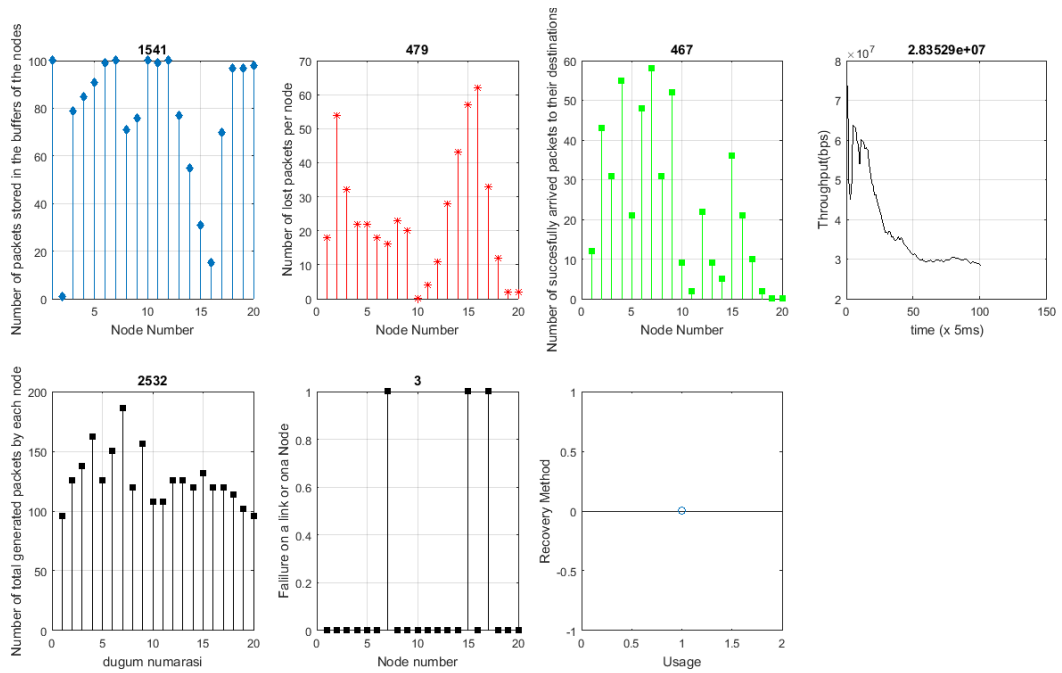 1541
Number of packets stored in the buffers of the nodes
100
80
60
40
20
0
5 10 15 20
Node Number
479
Number of lost packets per node
70
60
50
40
30
20
10
0
0 5 10 15 20
Node Number
467
Number of succesfully arrived packets to their destinations
60
50
40
30
20
10
0
0 5 10 15 20
Node Number
2.83529e+07
× 10^7
Throughput(bps)
8
7
6
5
4
3
2
0 50 100 150
time (x 5ms)
2532
Number of total generated packets by each node
200
150
100
50
0
0 5 10 15 20
dugum numarasi
3
Falilure on a link or ona Node
1
0.8
0.6
0.4
0.2
0
0 5 10 15 20
Node number
Recovery Method
1
0.5
0
-0.5
-1
0 0.5 1 1.5 2
Usage